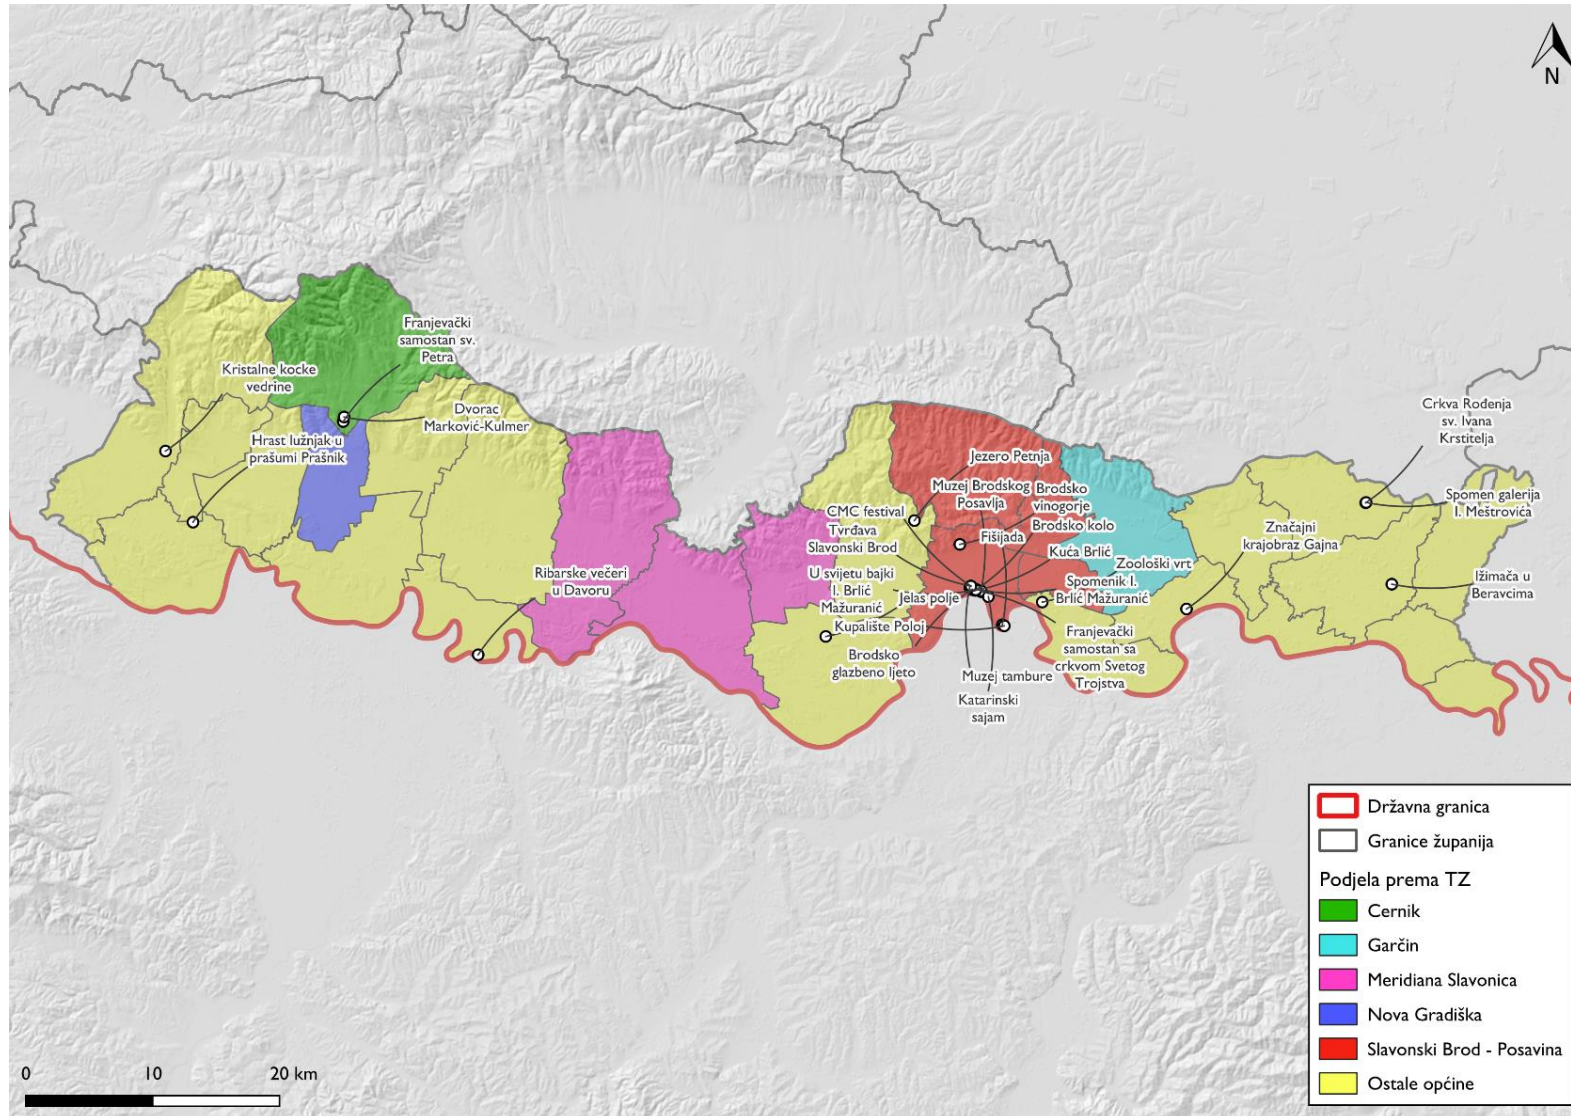 N
Franjevački
samostan sv.
Petra
Kristalne kocke
vedrine
Dvorac
Marković-Kulmer
Hrast lužnjak u
prašumi Prašnik
Ribarske večeri
u Davoru
Jezero Petnja
Muzej Brodskog
Posavlja
Brodsko
vinogorje
CMC festival
Tvrđava
Slavonski Brod
Fišijada
Brodsko kolo
Kuća Brlić
Zoološki vrt
U svijetu bajki
I. Brlić
Mažuranić
Jelas polje
Spomenik I.
Brlić Mažuranić
Kupalište Poloj
Brodsko
glazbeno ljeto
Franjevački
samostan sa
crkvom Svetog
Trojstva
Muzej tambure
Katarinski
sajam
Značajni
krajobraz Gajna
Crkva Rođenja
sv. Ivana
Krstitelja
Spomen galerija
I. Meštrovića
Ižimača u
Beravcima
Državna granica
Granice županija
Podjela prema TZ
Cernik
Garčin
Meridiana Slavonica
Nova Gradiška
Slavonski Brod - Posavina
Ostale općine
0 10 20 km